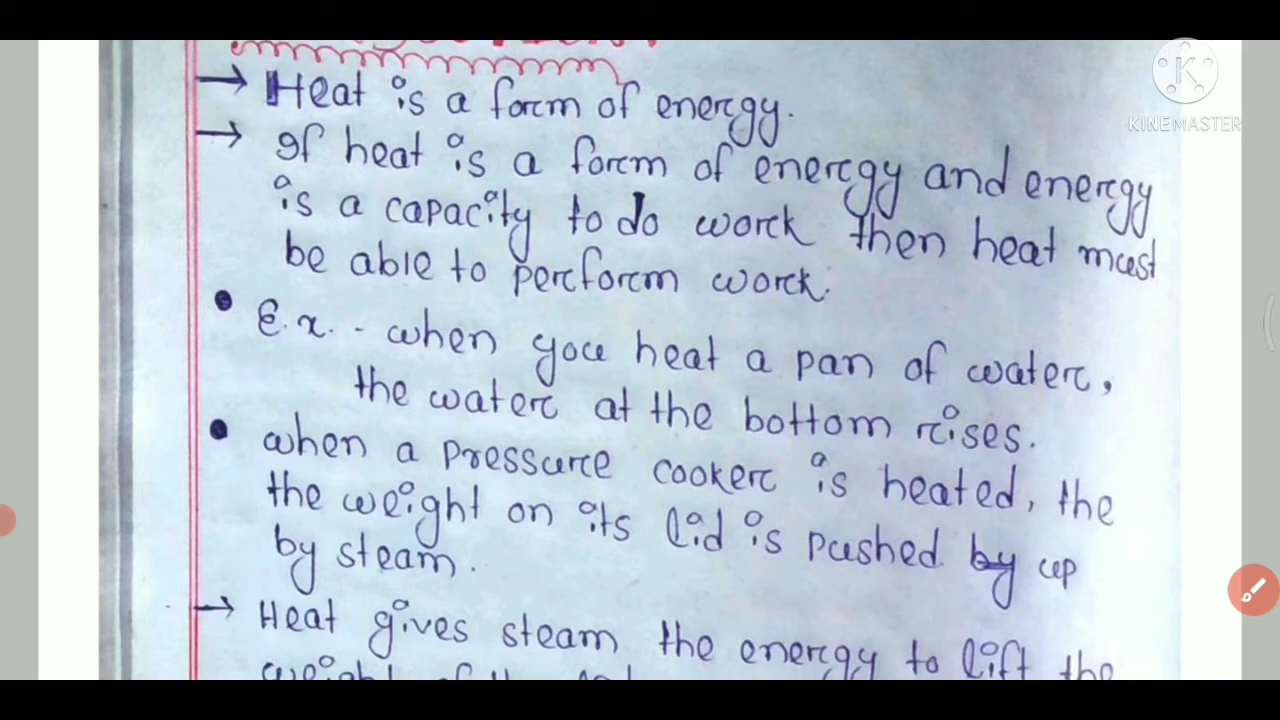 → Heat is a form of energy.
→ If heat is a form of energy and energy
is a capacity to do work then heat must
be able to perform work.
• E.x. - when you heat a pan of water,
the water at the bottom rises.
• when a pressure cooker is heated, the
the weight on its lid is pushed by up
by steam.
→ Heat gives steam the energy to lift the
KINEMASTER